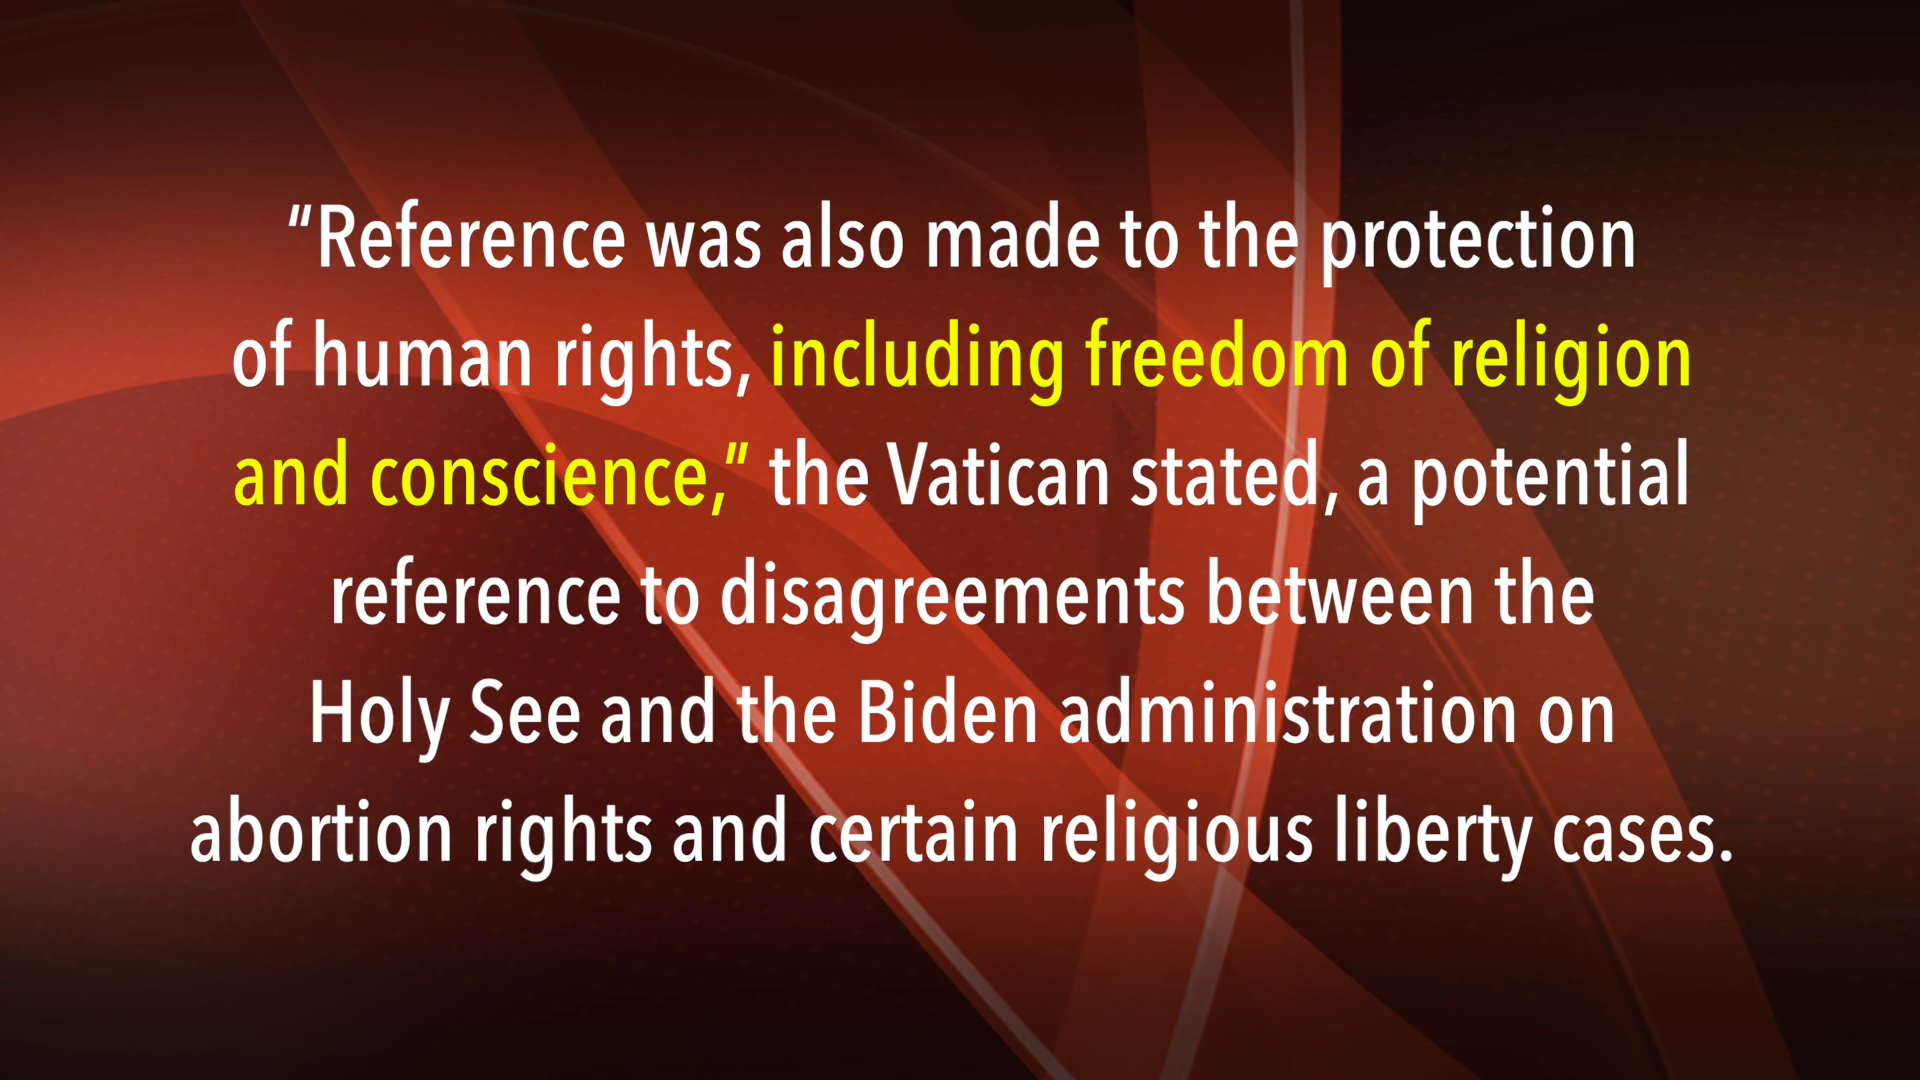 “Reference was also made to the protection
of human rights, including freedom of religion
and conscience,” the Vatican stated, a potential
reference to disagreements between the
Holy See and the Biden administration on
abortion rights and certain religious liberty cases.